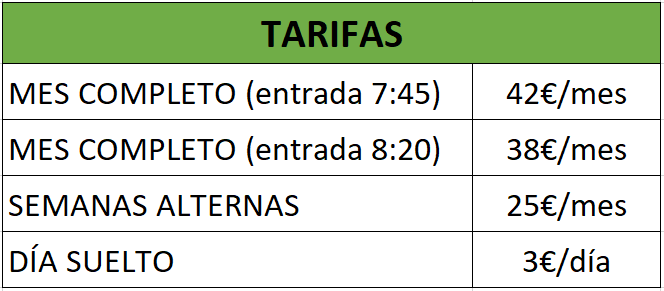 TARIFAS
MES COMPLETO (entrada 7:45) 42€/mes
MES COMPLETO (entrada 8:20) 38€/mes
SEMANAS ALTERNAS 25€/mes
DÍA SUELTO 3€/día